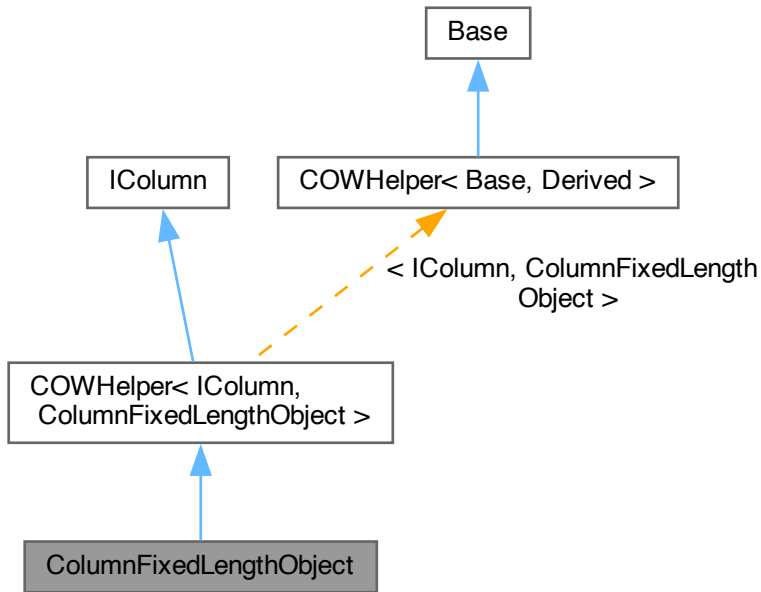 Base
IColumn
COWHelper< Base, Derived >
< IColumn, ColumnFixedLength
Object >
COWHelper< IColumn,
ColumnFixedLengthObject >
ColumnFixedLengthObject